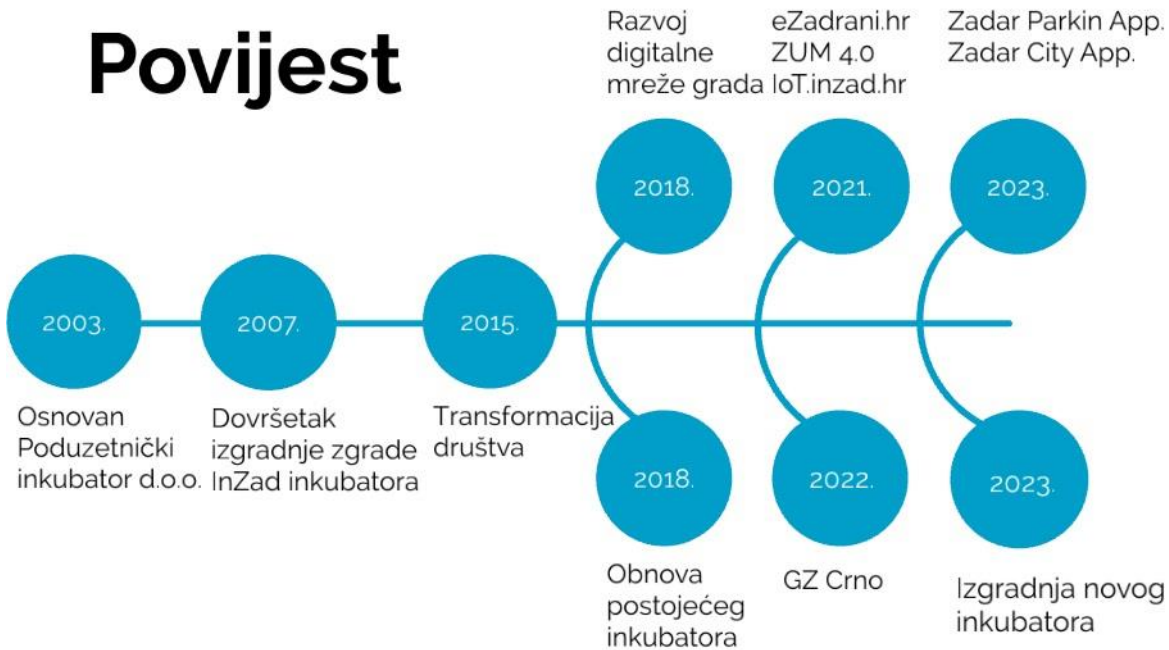 Povijest
Razvoj
digitalne
mreže grada
eZadrani.hr
ZUM 4.0
IoT.inzad.hr
Zadar Parkin App.
Zadar City App.
2018.
2021.
2023.
2003.
2007.
2015.
Osnovan
Poduzetnički
inkubator d.o.o.
Dovršetak
izgradnje zgrade
InZad inkubatora
Transformacija
društva
2018.
2022.
2023.
Obnova
postojećeg
inkubatora
GZ Crno
Izgradnja novog
inkubatora